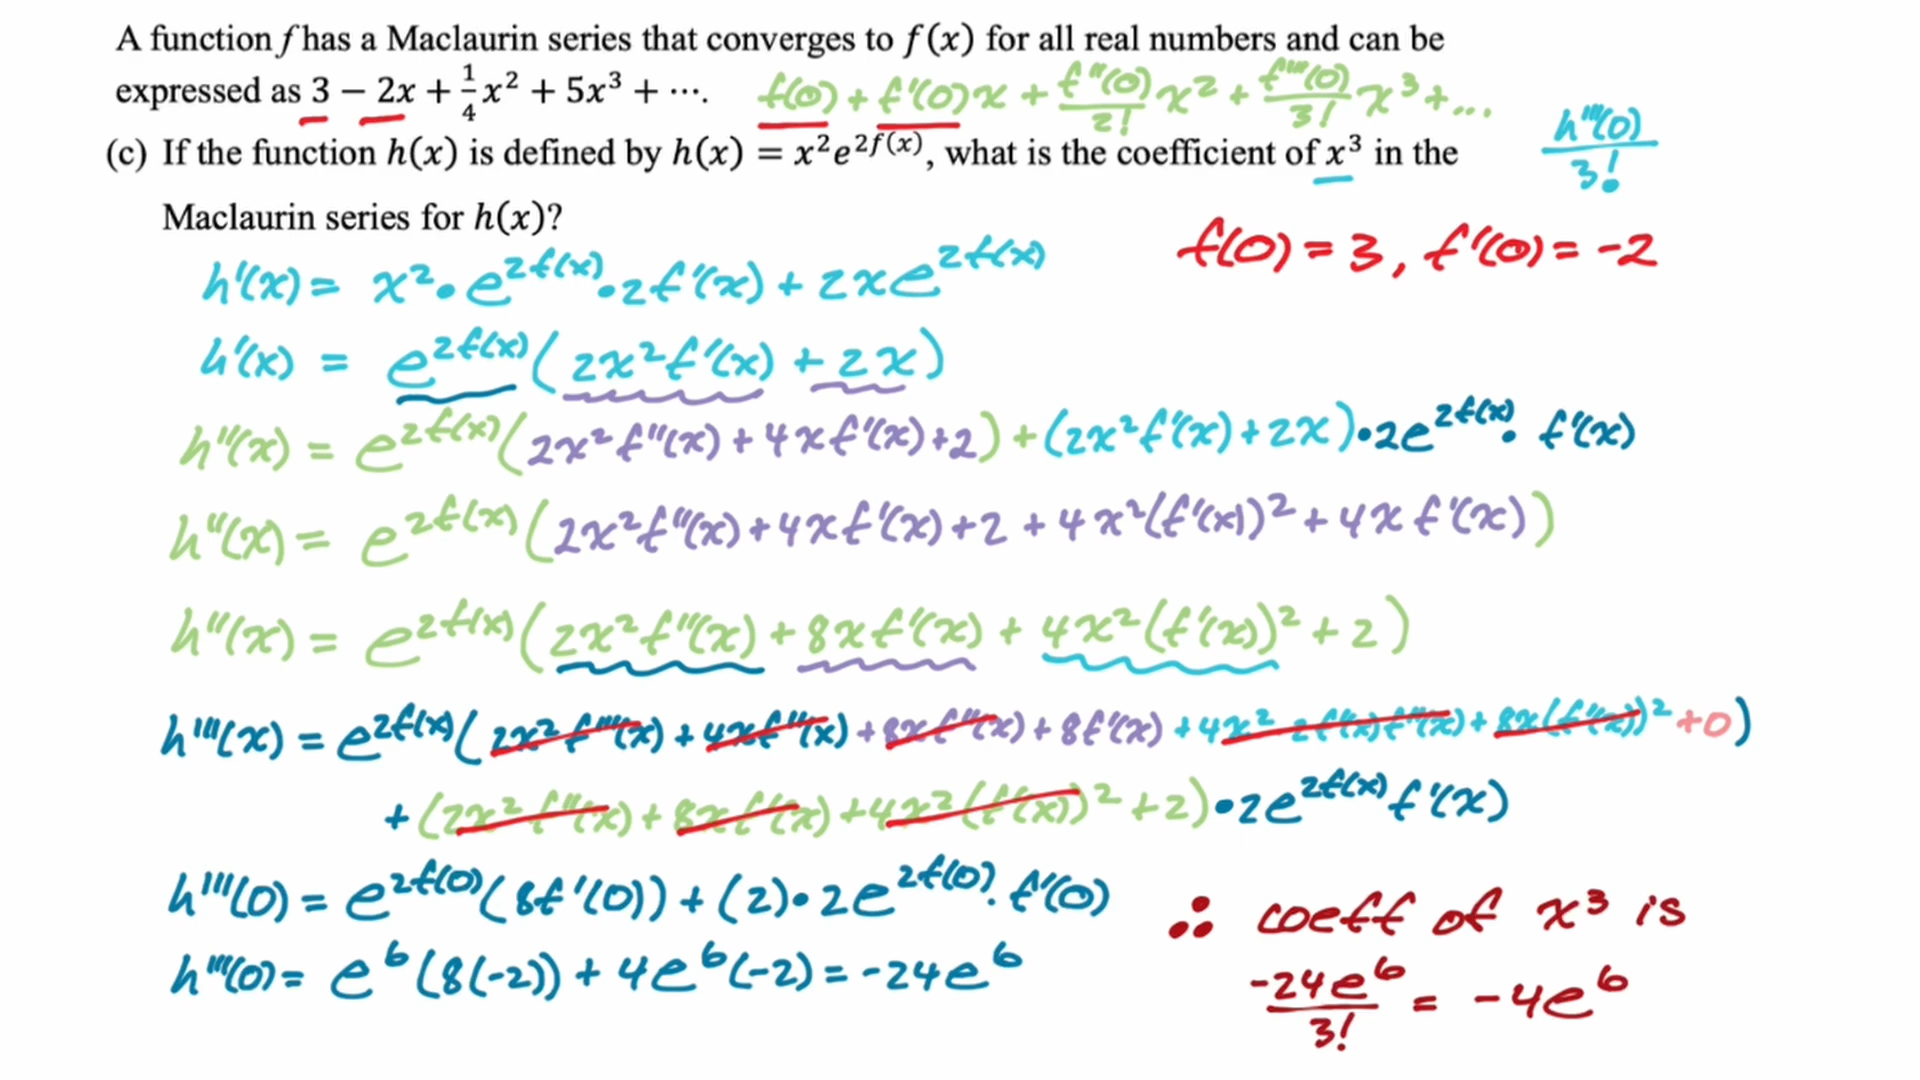 A function f has a Maclaurin series that converges to f(x) for all real numbers and can be
expressed as 3 − 2x + 1/4 x² + 5x³ + ⋯. f(0) + f'(0)x + f''(0)/2! x² + f'''(0)/3! x³ + ...
(c) If the function h(x) is defined by h(x) = x²e^(2f(x)), what is the coefficient of x³ in the h'''(0)/3!
Maclaurin series for h(x)?
f(0) = 3, f'(0) = -2
h'(x) = x² • e^(2f(x)) • 2f'(x) + 2xe^(2f(x))
h'(x) = e^(2f(x)) (2x²f'(x) + 2x)
h''(x) = e^(2f(x)) (2x²f''(x) + 4xf'(x) + 2) + (2x²f'(x) + 2x) • 2e^(2f(x)) • f'(x)
h''(x) = e^(2f(x)) (2x²f''(x) + 4xf'(x) + 2 + 4x²(f'(x))² + 4xf'(x))
h''(x) = e^(2f(x)) (2x²f''(x) + 8xf'(x) + 4x²(f'(x))² + 2)
h'''(x) = e^(2f(x)) (2x²f'''(x) + 4xf''(x) + 8xf''(x) + 8f'(x) + 4x² 2f'(x)f''(x) + 8x(f'(x))² + 0)
+ (2x²f''(x) + 8xf'(x) + 4x²(f'(x))² + 2) • 2e^(2f(x)) f'(x)
h'''(0) = e^(2f(0)) (8f'(0)) + (2) • 2e^(2f(0)) • f'(0)
h'''(0) = e⁶(8(-2)) + 4e⁶(-2) = -24e⁶
∴ coeff of x³ is
-24e⁶/3! = -4e⁶